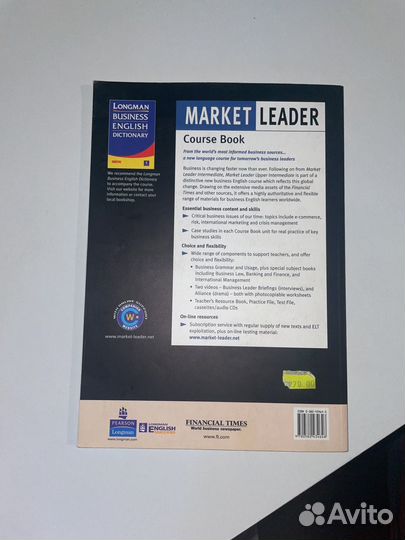 LONGMAN
BUSINESS
ENGLISH
DICTIONARY
We recommend the Longman
Business English Dictionary
to accompany the course.
Visit our website for more
information or contact your
local bookshop.
COMPANION
WEBSITE
www.market-leader.net
MARKET LEADER
Course Book
From the world's most informed business sources...
a new language course for tomorrow's business leaders
Business is changing faster now than ever. Following on from Market
Leader Intermediate, Market Leader Upper Intermediate is part of a
distinctive new business English course which reflects this global
change. Drawing on the extensive media assets of the Financial
Times and other sources, it offers a highly authoritative and flexible
range of materials for business English learners worldwide.
Essential business content and skills
Critical business issues of our time: topics include e-commerce,
risk, international marketing and crisis management
Case studies in each Course Book unit for real practice of key
business skills
Choice and flexibility
Wide range of components to support teachers, and offer
choice and flexibility:
• Business Grammar and Usage, plus special subject books
including Business Law, Banking and Finance, and
International Management
• Two videos – Business Leader Briefings (interviews), and
Alliance (drama) – both with photocopiable worksheets
• Teacher's Resource Book, Practice File, Test File,
cassettes/audio CDs
On-line resources
Subscription service with regular supply of new texts and ELT
exploitation, plus on-line testing material:
www.market-leader.net
PEARSON
Longman
LONGMAN
ENGLISH
www.longman.com
FINANCIAL TIMES
World business newspaper.
www.ft.com
Avito